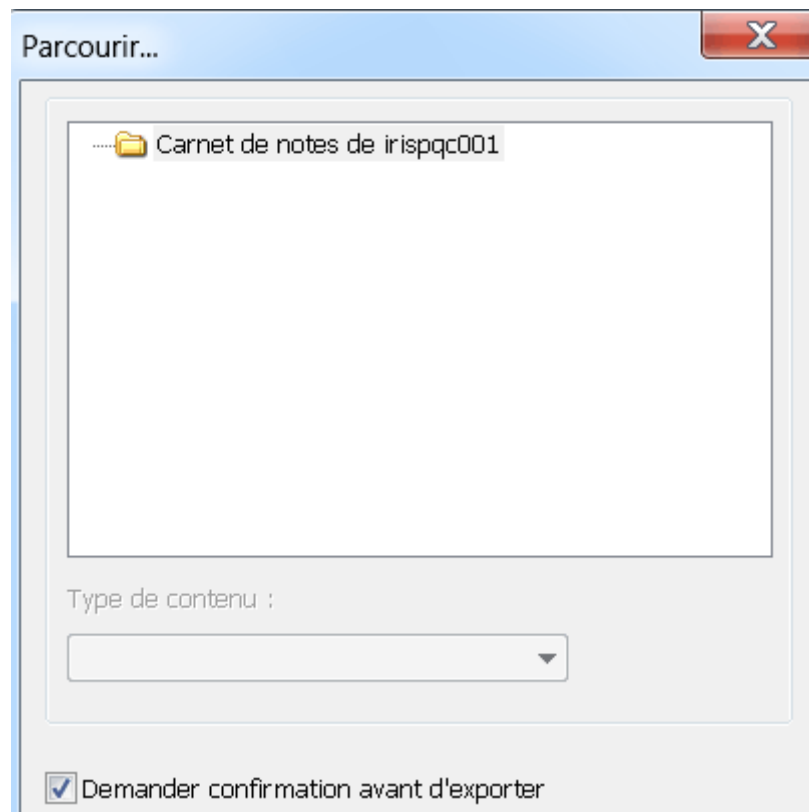 Parcourir...
Carnet de notes de irispqc001
Type de contenu :
Demander confirmation avant d'exporter